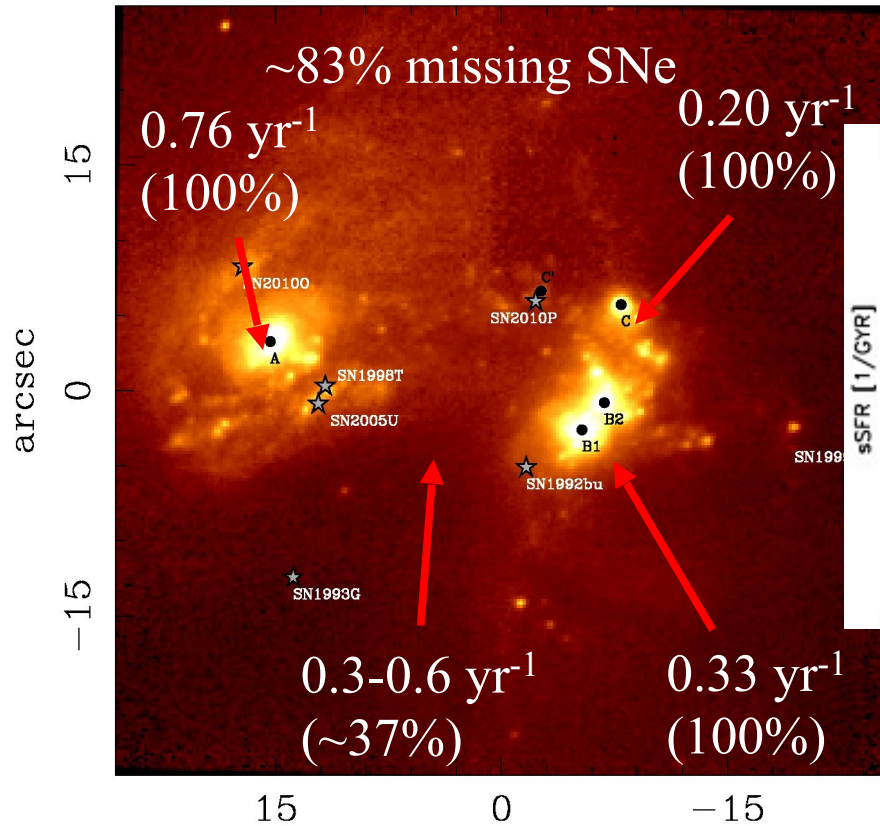 ~83% missing SNe
0.76 yr-1
(100%)
0.20 yr-1
(100%)
15
0
-15
arcsec
SN2010O
A
SN1998T
SN2005U
C'
SN2010P
C
B2
B1
SN1992bu
SN199
SN1993G
sSFR [1/GYR]
0.3-0.6 yr-1
(~37%)
0.33 yr-1
(100%)
15
0
-15